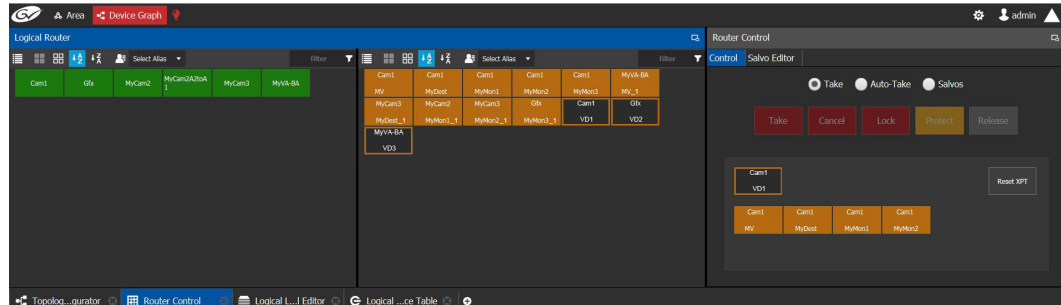 Area
Device Graph
admin
Logical Router
Router Control
Select Alias
filter
Select Alias
filter
Control
Salvo Editor
Cam1
Gfx
MyCam2
MyCam2A2toA
1
MyCam3
MyVA-BA
Cam1
Cam1
Cam1
Cam1
Cam1
MyVA-BA
MV
MyDest
MyMon1
MyMon2
MyMon3
MV_1
MyCam3
MyCam2
MyCam3
Gfx
Cam1
Gfx
MyDest_1
MyMon1_1
MyMon2_1
MyMon3_1
VD1
VD2
MyVA-BA
VD3
Take
Auto-Take
Salvos
Take
Cancel
Lock
Protect
Release
Cam1
VD1
Reset XPT
Cam1
Cam1
Cam1
Cam1
MV
MyDest
MyMon1
MyMon2
Topolog...gurator
Router Control
Logical L...l Editor
Logical ...ce Table